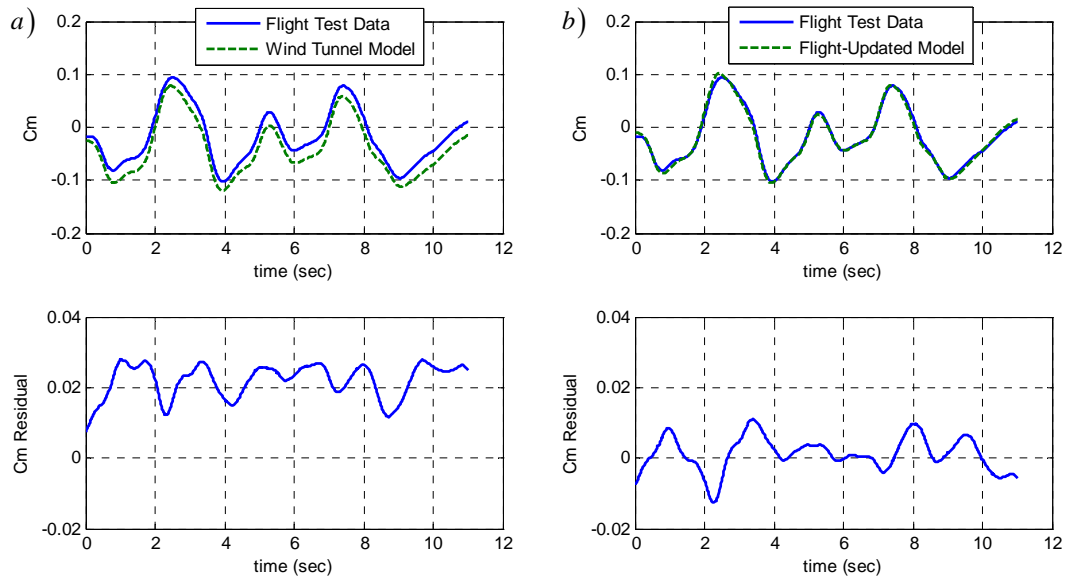 a)
Flight Test Data
Wind Tunnel Model
0.2
0.1
0
-0.1
-0.2
Cm
0 2 4 6 8 10 12
time (sec)
b)
Flight Test Data
Flight-Updated Model
0.2
0.1
0
-0.1
-0.2
Cm
0 2 4 6 8 10 12
time (sec)
0.04
0.02
0
-0.02
Cm Residual
0 2 4 6 8 10 12
time (sec)
0.04
0.02
0
-0.02
Cm Residual
0 2 4 6 8 10 12
time (sec)